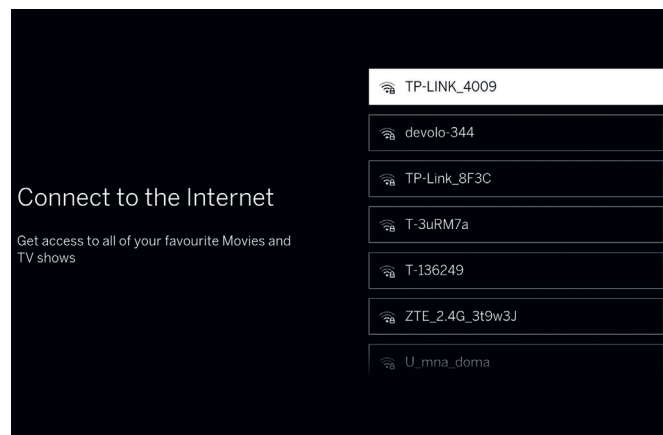 Connect to the Internet
Get access to all of your favourite Movies and
TV shows
TP-LINK_4009
devolo-344
TP-Link_8F3C
T-3uRM7a
T-136249
ZTE_2.4G_3t9w3J
U_mna_doma